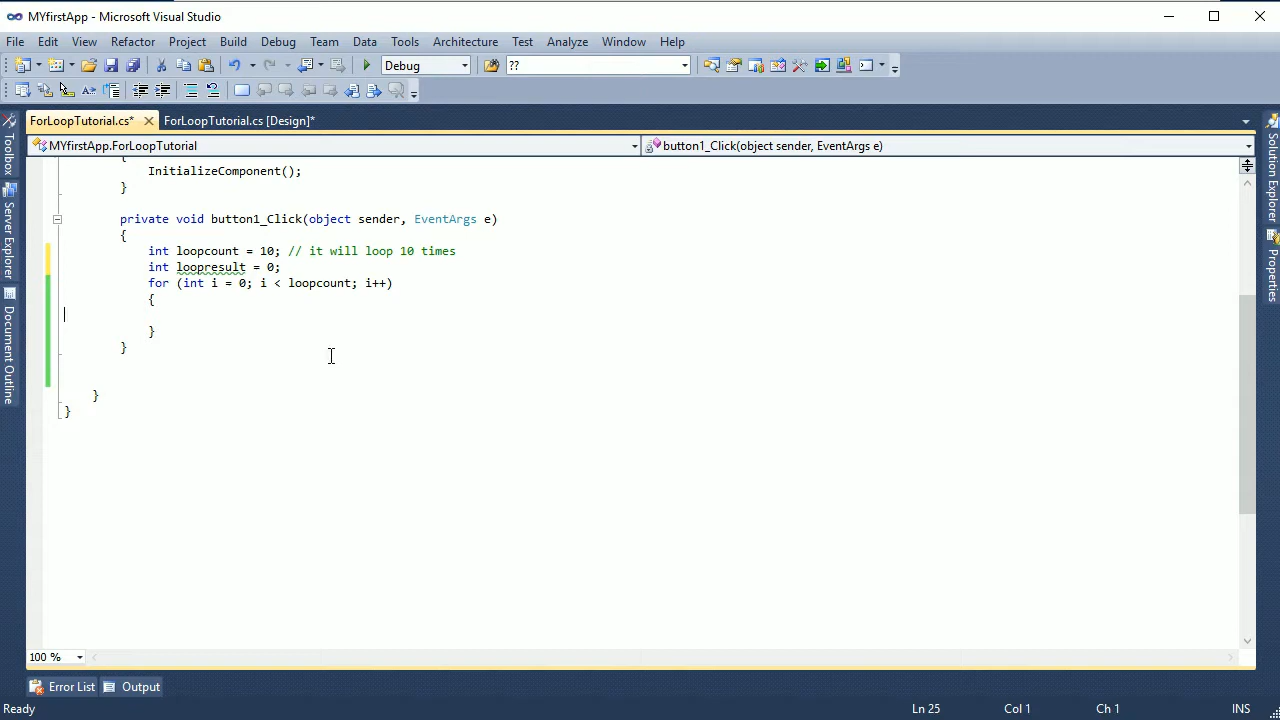 MYfirstApp - Microsoft Visual Studio
File Edit View Refactor Project Build Debug Team Data Tools Architecture Test Analyze Window Help
Debug ??
ForLoopTutorial.cs* ForLoopTutorial.cs [Design]*
MYfirstApp.ForLoopTutorial button1_Click(object sender, EventArgs e)
{
InitializeComponent();
}
private void button1_Click(object sender, EventArgs e)
{
int loopcount = 10; // it will loop 10 times
int loopresult = 0;
for (int i = 0; i < loopcount; i++)
{
}
}
}
}
Toolbox
Server Explorer
Document Outline
Solution Explorer
Properties
100 %
Error List Output
Ready Ln 25 Col 1 Ch 1 INS